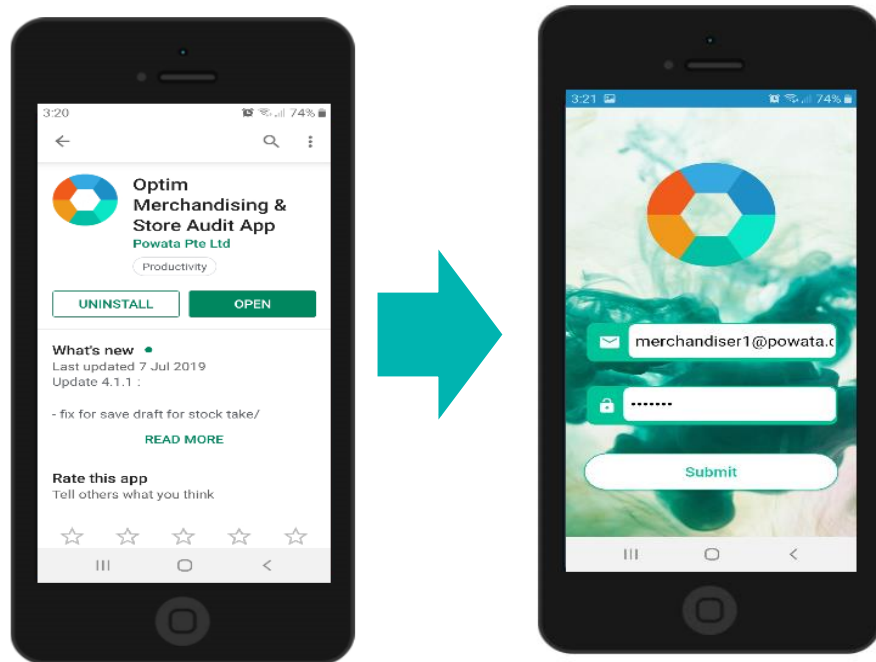 3:20
74%
Optim
Merchandising &
Store Audit App
Powata Pte Ltd
Productivity
UNINSTALL
OPEN
What's new
Last updated 7 Jul 2019
Update 4.1.1 :
- fix for save draft for stock take/
READ MORE
Rate this app
Tell others what you think
3:21
74%
merchandiser1@powata.c
Submit